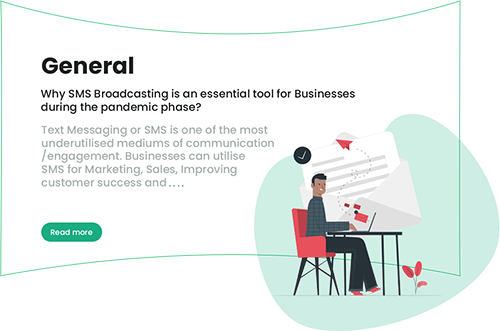 General
Why SMS Broadcasting is an essential tool for Businesses
during the pandemic phase?
Text Messaging or SMS is one of the most
underutilised mediums of communication
/engagement. Businesses can utilise
SMS for Marketing, Sales, Improving
customer success and ....
Read more